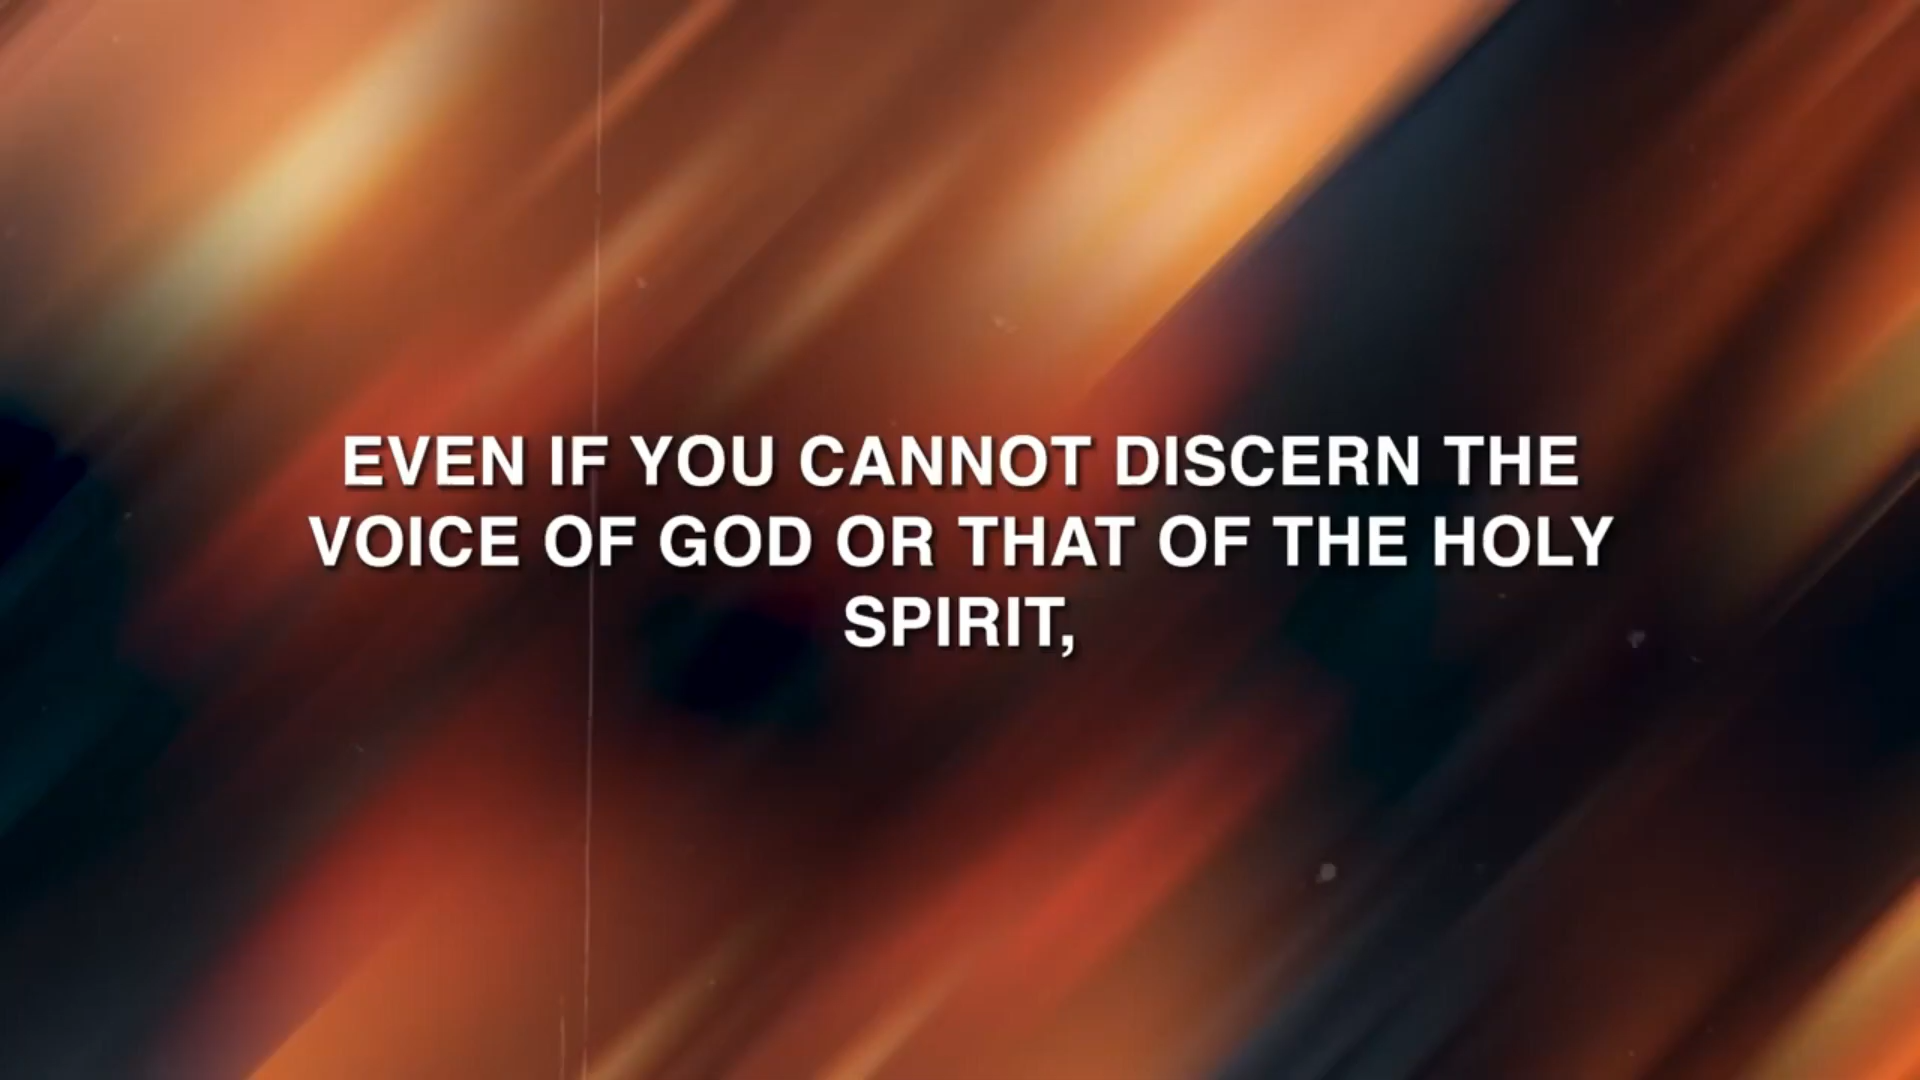 EVEN IF YOU CANNOT DISCERN THE
VOICE OF GOD OR THAT OF THE HOLY
SPIRIT,